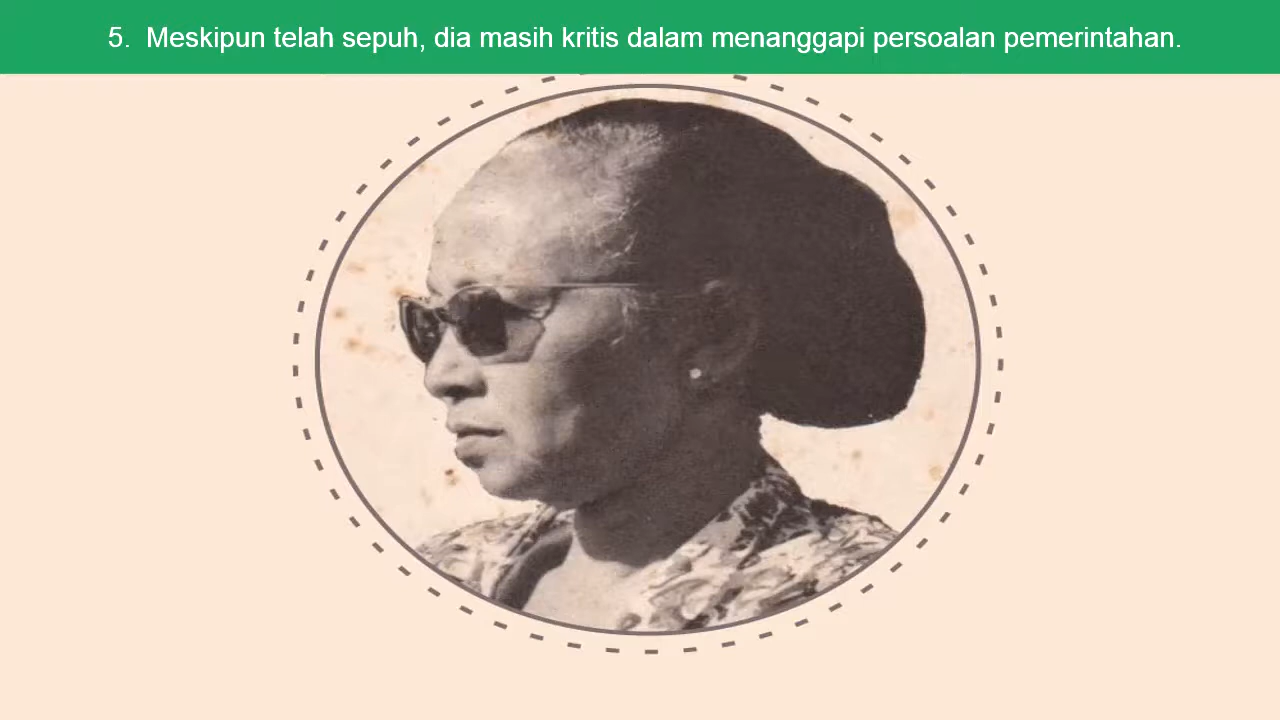 5.  Meskipun telah sepuh, dia masih kritis dalam menanggapi persoalan pemerintahan.